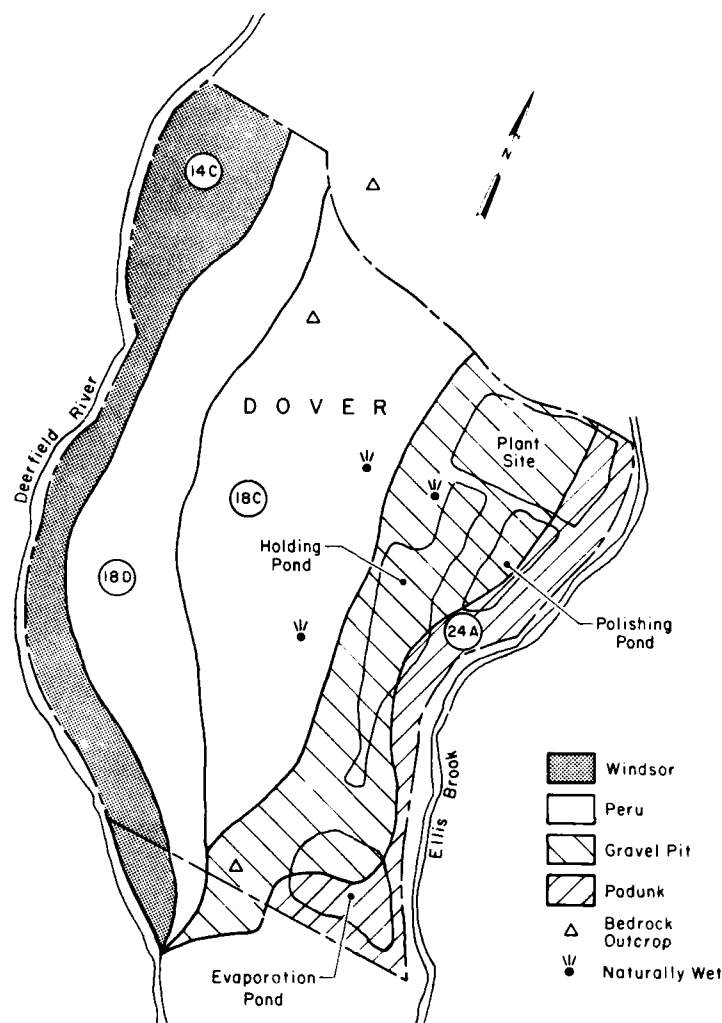 14C
N
DOVER
Plant
Site
Deerfield River
18C
Holding
Pond
18D
Polishing
Pond
24A
Ellis Brook
Windsor
Peru
Gravel Pit
Podunk
Bedrock
Outcrop
Naturally Wet
Evaporation
Pond